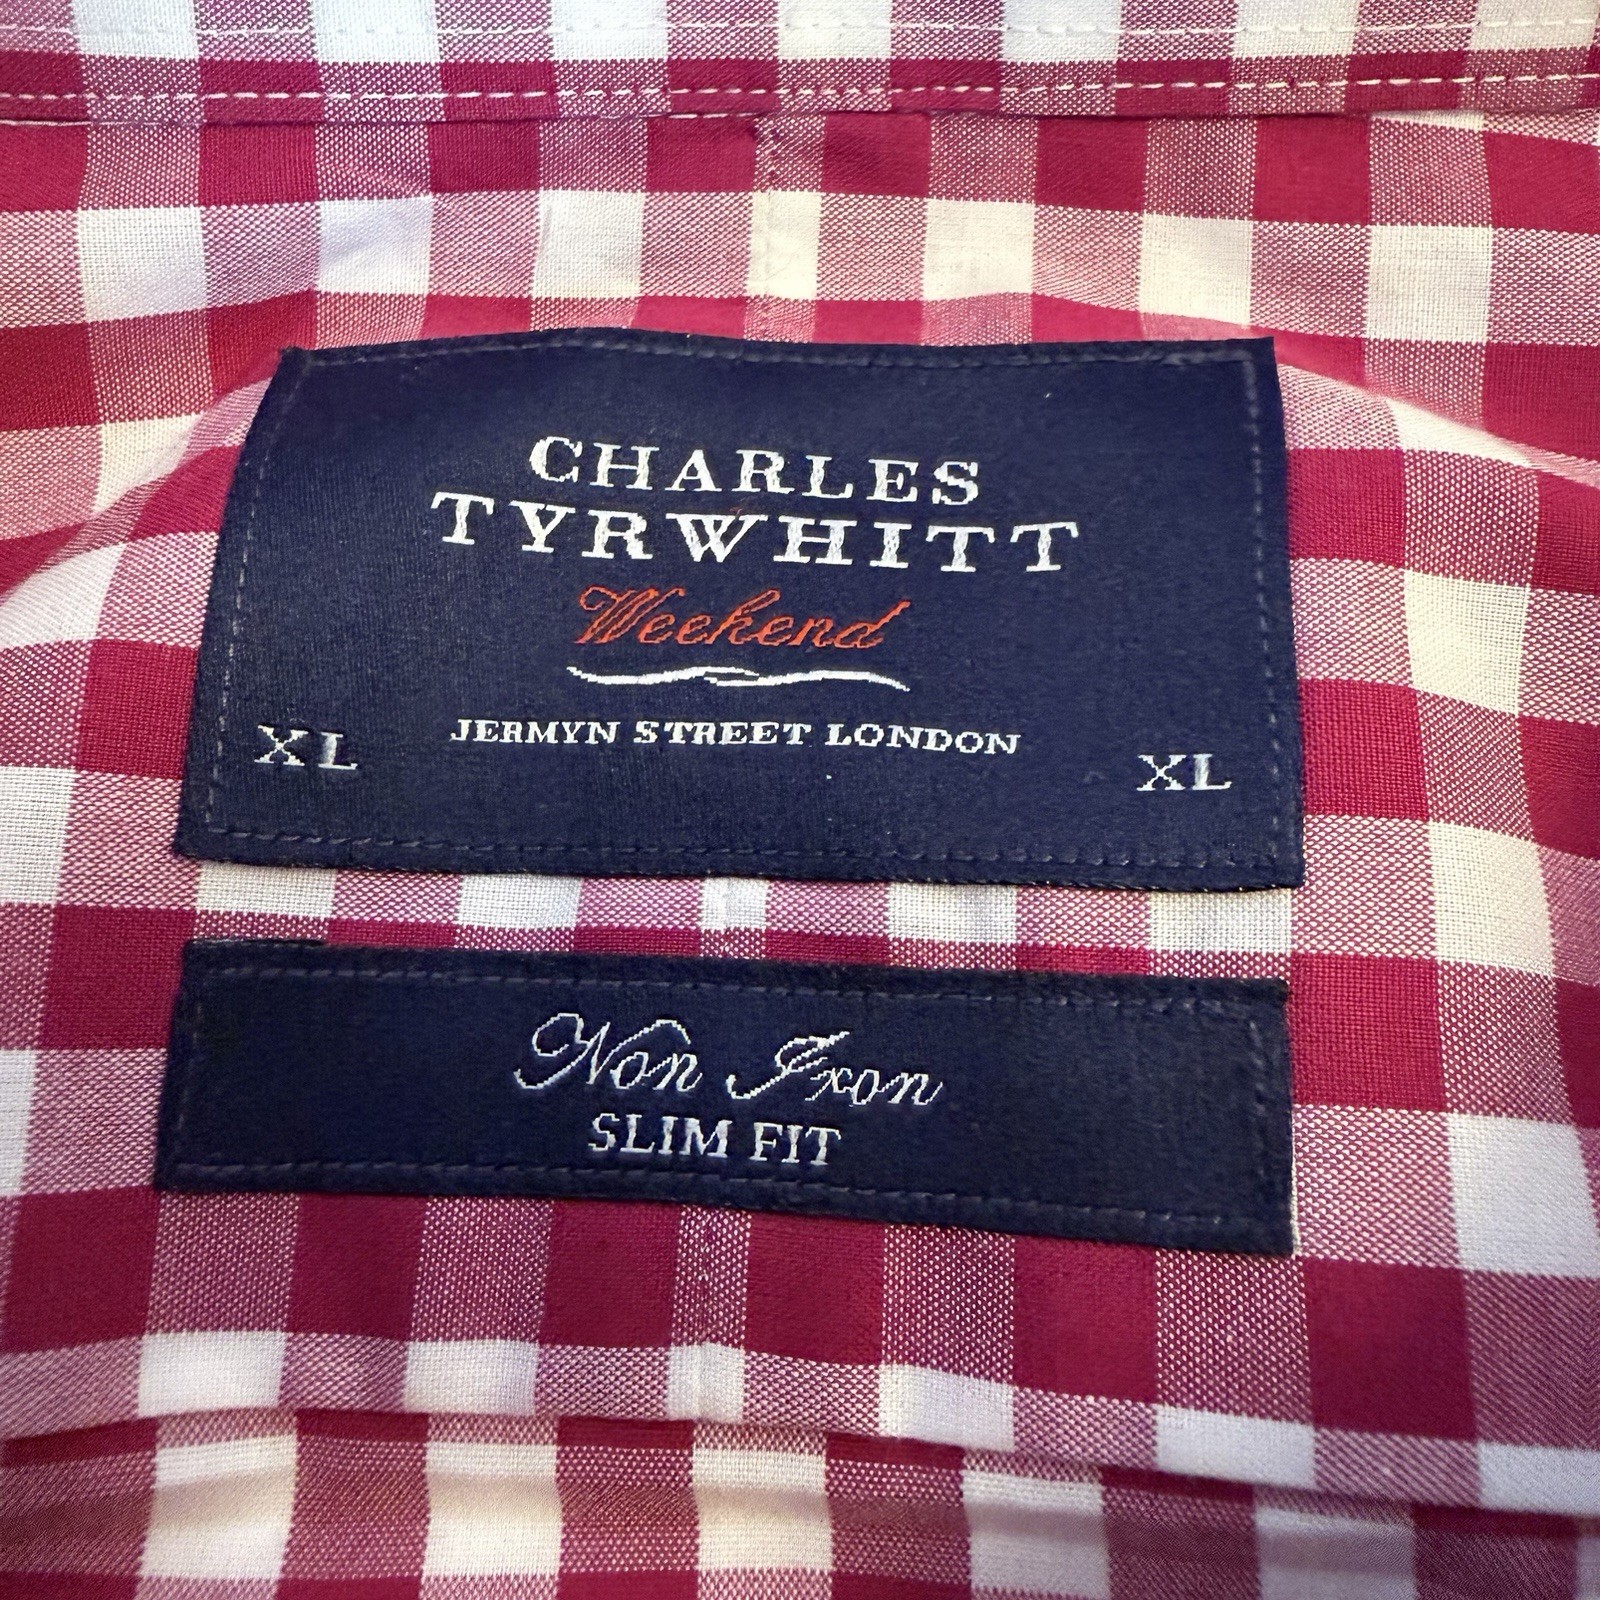 CHARLES
TYRWHITT
Weekend
JERMYN STREET LONDON
XL XL
Non Iron
SLIM FIT